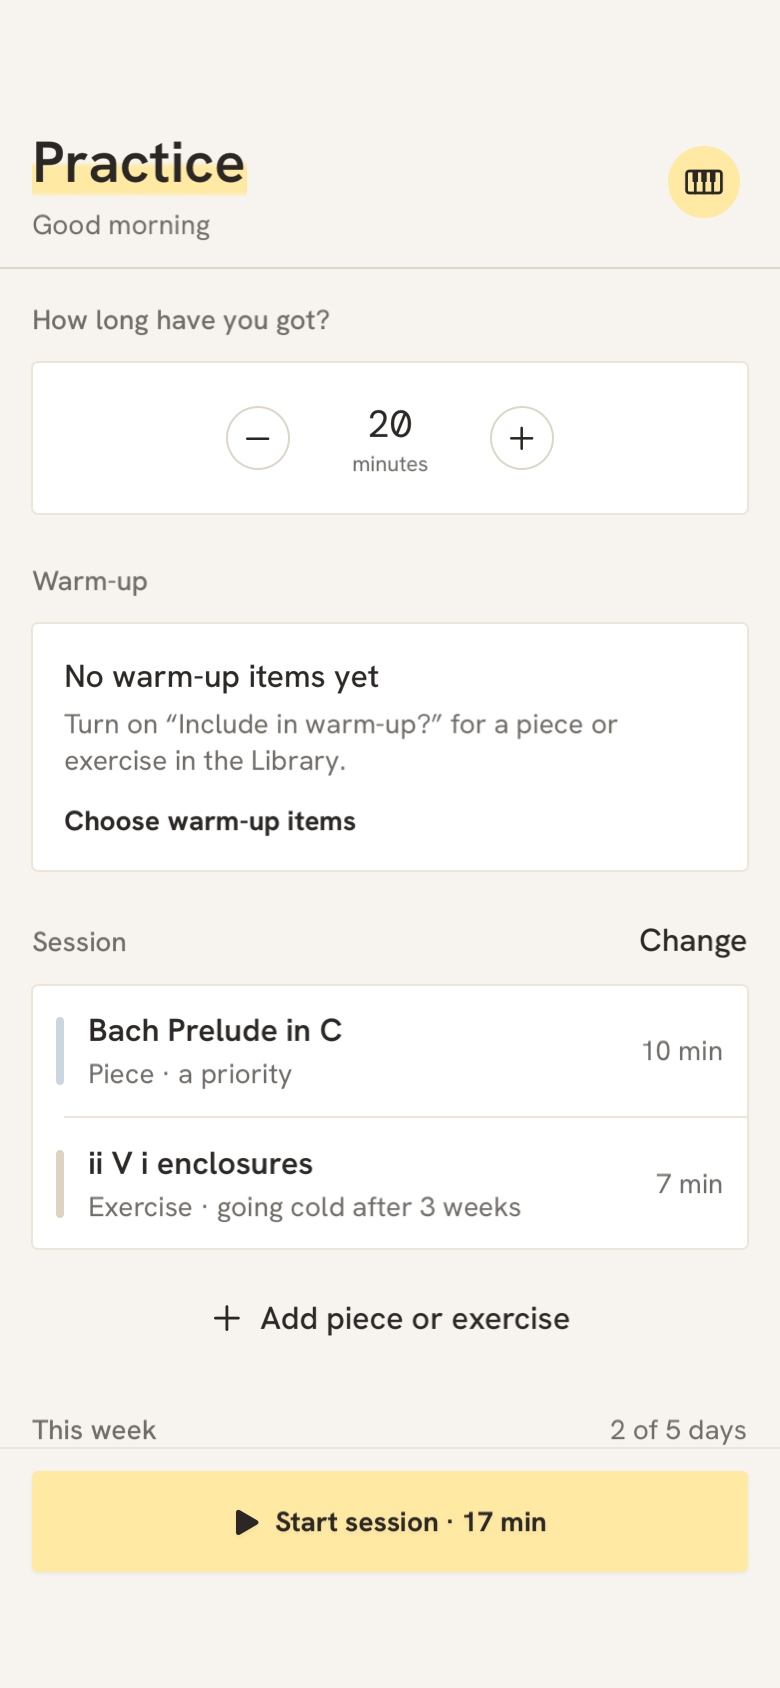 Practice
Good morning
How long have you got?
20
minutes
Warm-up
No warm-up items yet
Turn on “Include in warm-up?” for a piece or
exercise in the Library.
Choose warm-up items
Session
Change
Bach Prelude in C
Piece · a priority
10 min
ii V i enclosures
Exercise · going cold after 3 weeks
7 min
Add piece or exercise
This week
2 of 5 days
Start session · 17 min